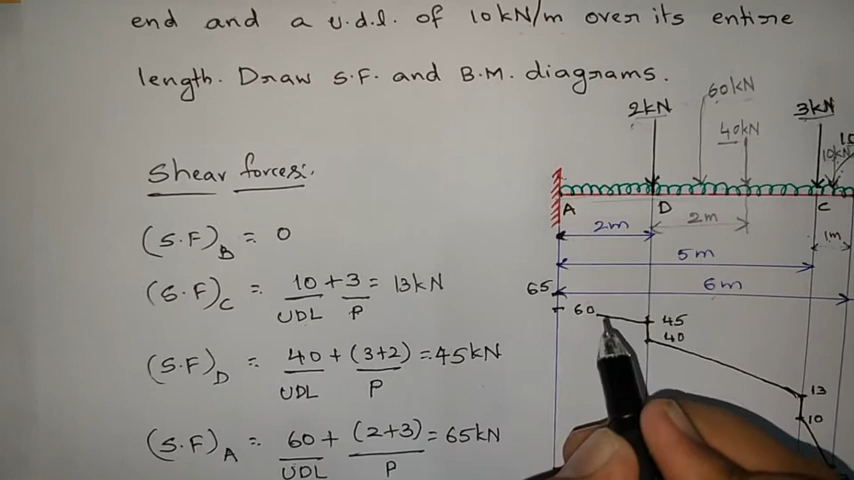 end and a u.d.l. of 10kN/m over its entire
length. Draw S.F. and B.M. diagrams.
60kN
2kN
3kN
40kN
10kN
Shear forces:.
A
D
C
2m
2m
1m
(S.F)B = 0
5m
(S.F)C = 10 + 3 = 13kN
UDL P
6m
65
60
45
40
(S.F)D = 40 + (3+2) = 45kN
UDL P
13
10
(S.F)A = 60 + (2+3) = 65kN
UDL P